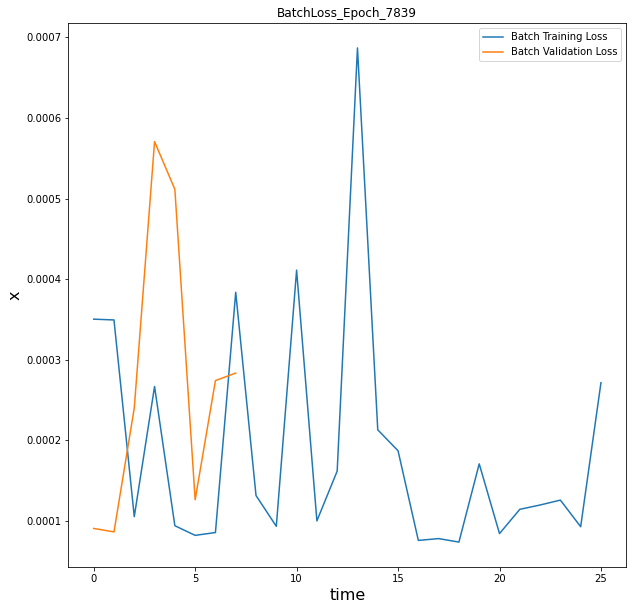 BatchLoss_Epoch_7839
Batch Training Loss
Batch Validation Loss
0.0007
0.0006
0.0005
0.0004
0.0003
0.0002
0.0001
x
0 5 10 15 20 25
time